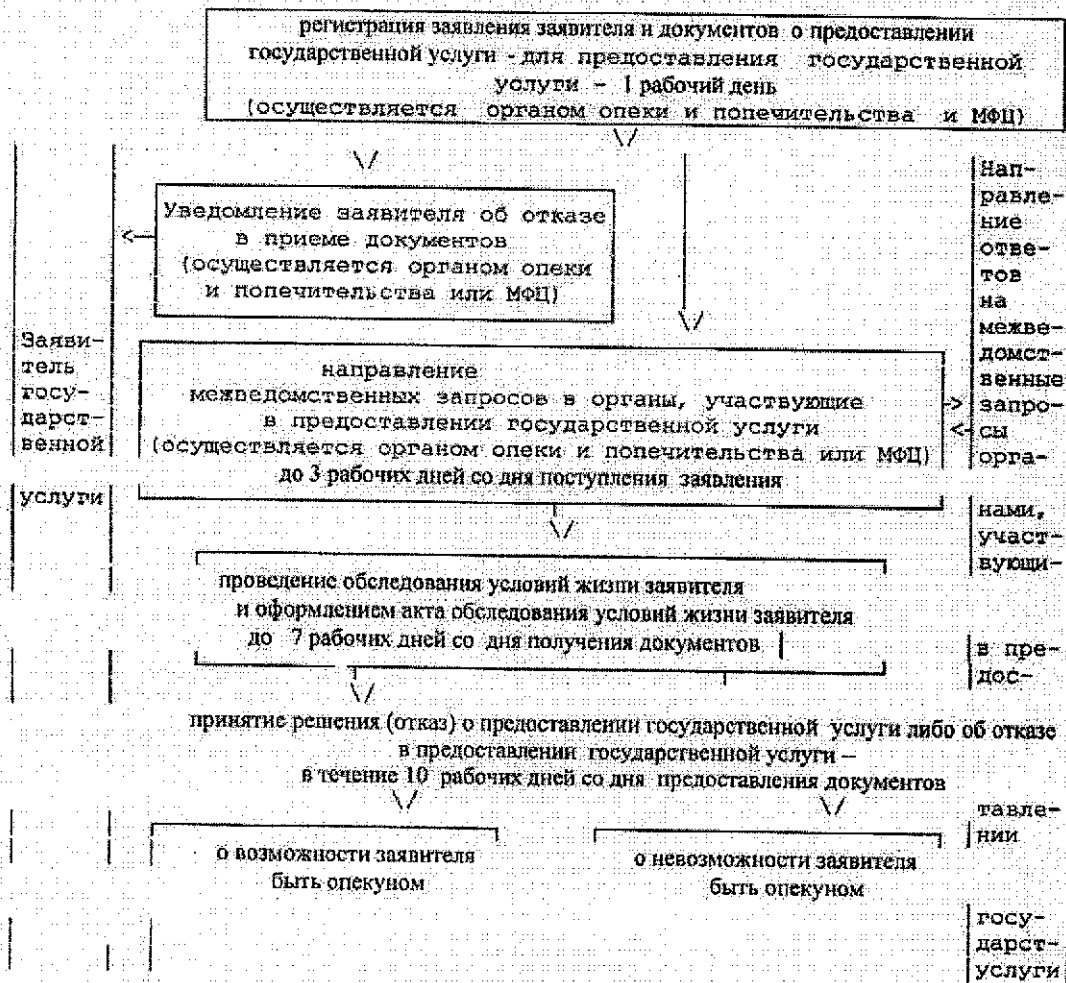 регистрация заявления заявителя и документов о предоставлении
государственной услуги - для предоставления государственной
услуги - 1 рабочий день
(осуществляется органом опеки и попечительства и МФЦ)
Уведомление заявителя об отказе
в приеме документов
(осуществляется органом опеки
и попечительства или МФЦ)
Заяви-
тель
госу-
дарст-
венной
услуги
направление
межведомственных запросов в органы, участвующие
в предоставлении государственной услуги
(осуществляется органом опеки и попечительства или МФЦ)
до 3 рабочих дней со дня поступления заявления
Нап-
равле-
ние
отве-
тов
на
межве-
домст-
венные
запро-
сы
орга-
нами,
участ-
вующи-
в пре-
дос-
тавле-
нии
госу-
дарст-
услуги
проведение обследования условий жизни заявителя
и оформлением акта обследования условий жизни заявителя
до 7 рабочих дней со дня получения документов
принятие решения (отказ) о предоставлении государственной услуги либо об отказе
в предоставлении государственной услуги –
в течение 10 рабочих дней со дня предоставления документов
о возможности заявителя
быть опекуном
о невозможности заявителя
быть опекуном